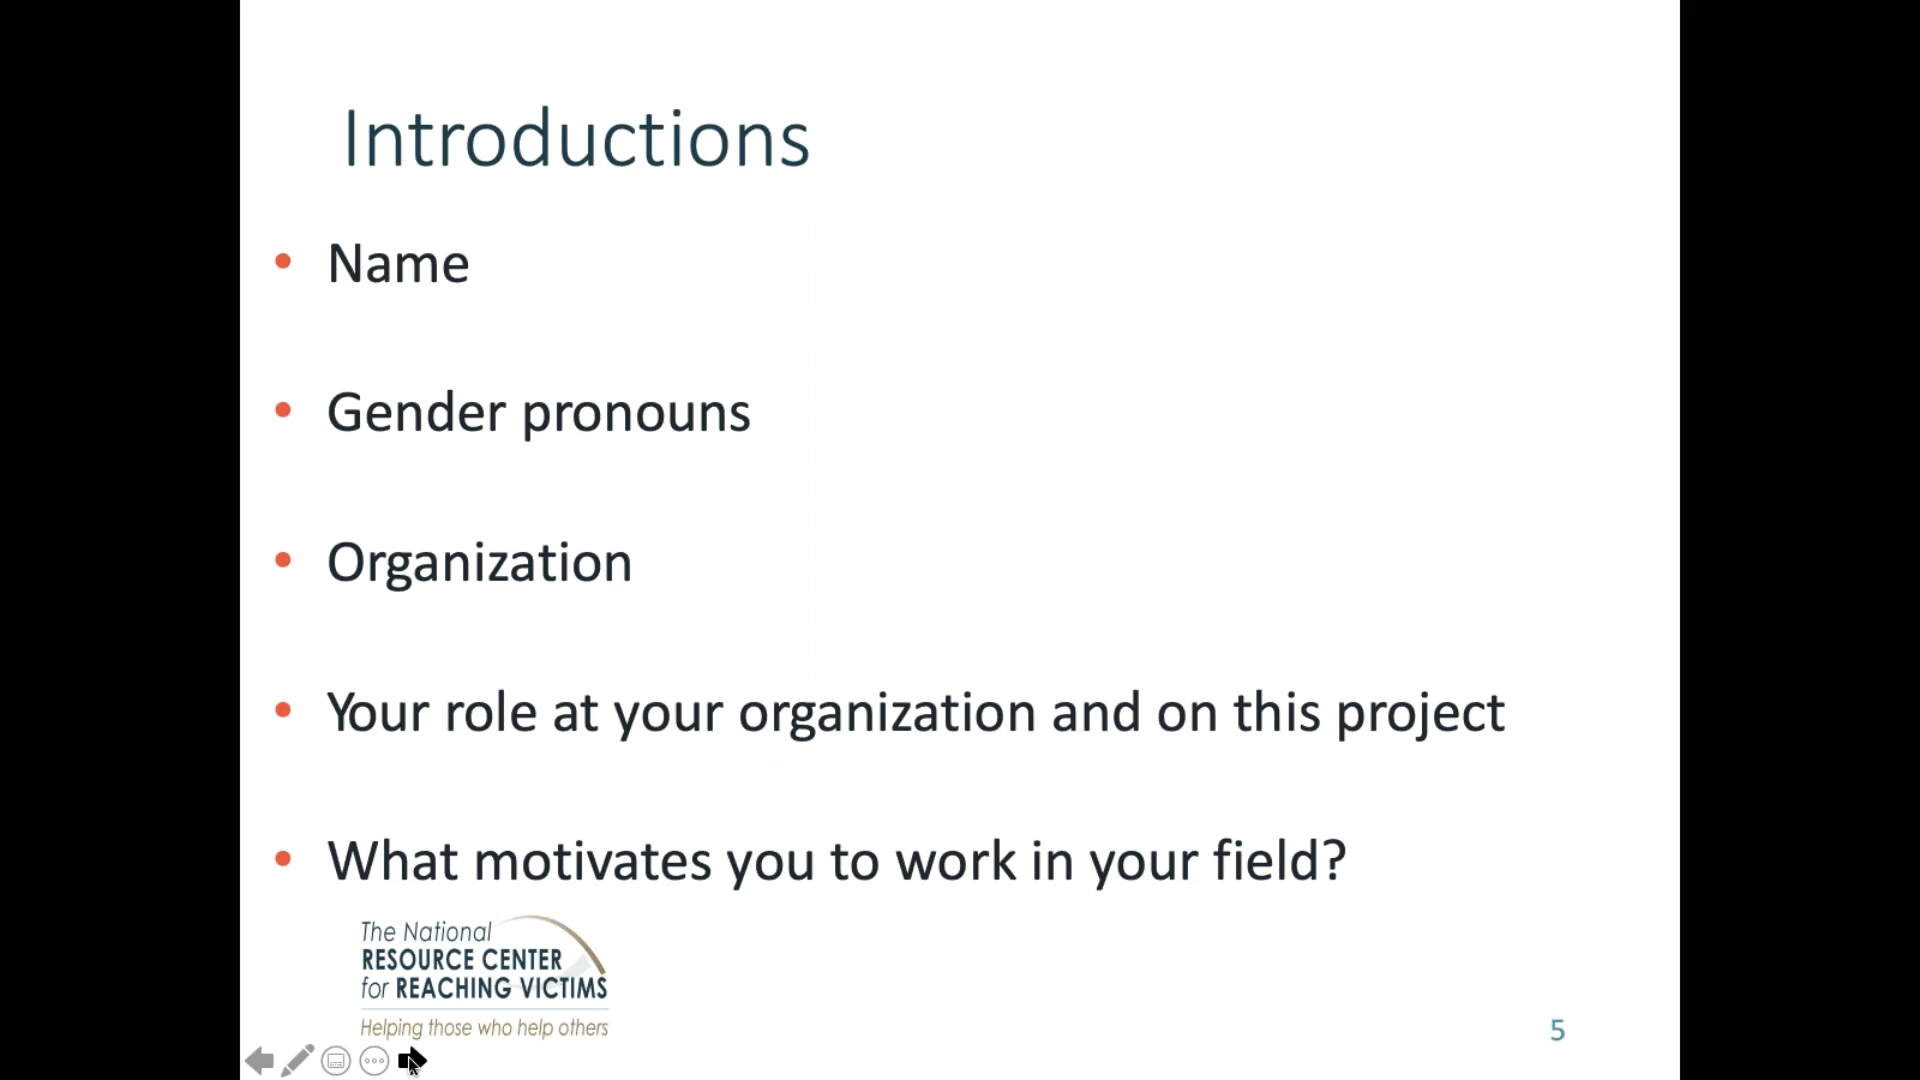 Introductions
• Name
• Gender pronouns
• Organization
• Your role at your organization and on this project
• What motivates you to work in your field?
The National
RESOURCE CENTER
for REACHING VICTIMS
Helping those who help others
5